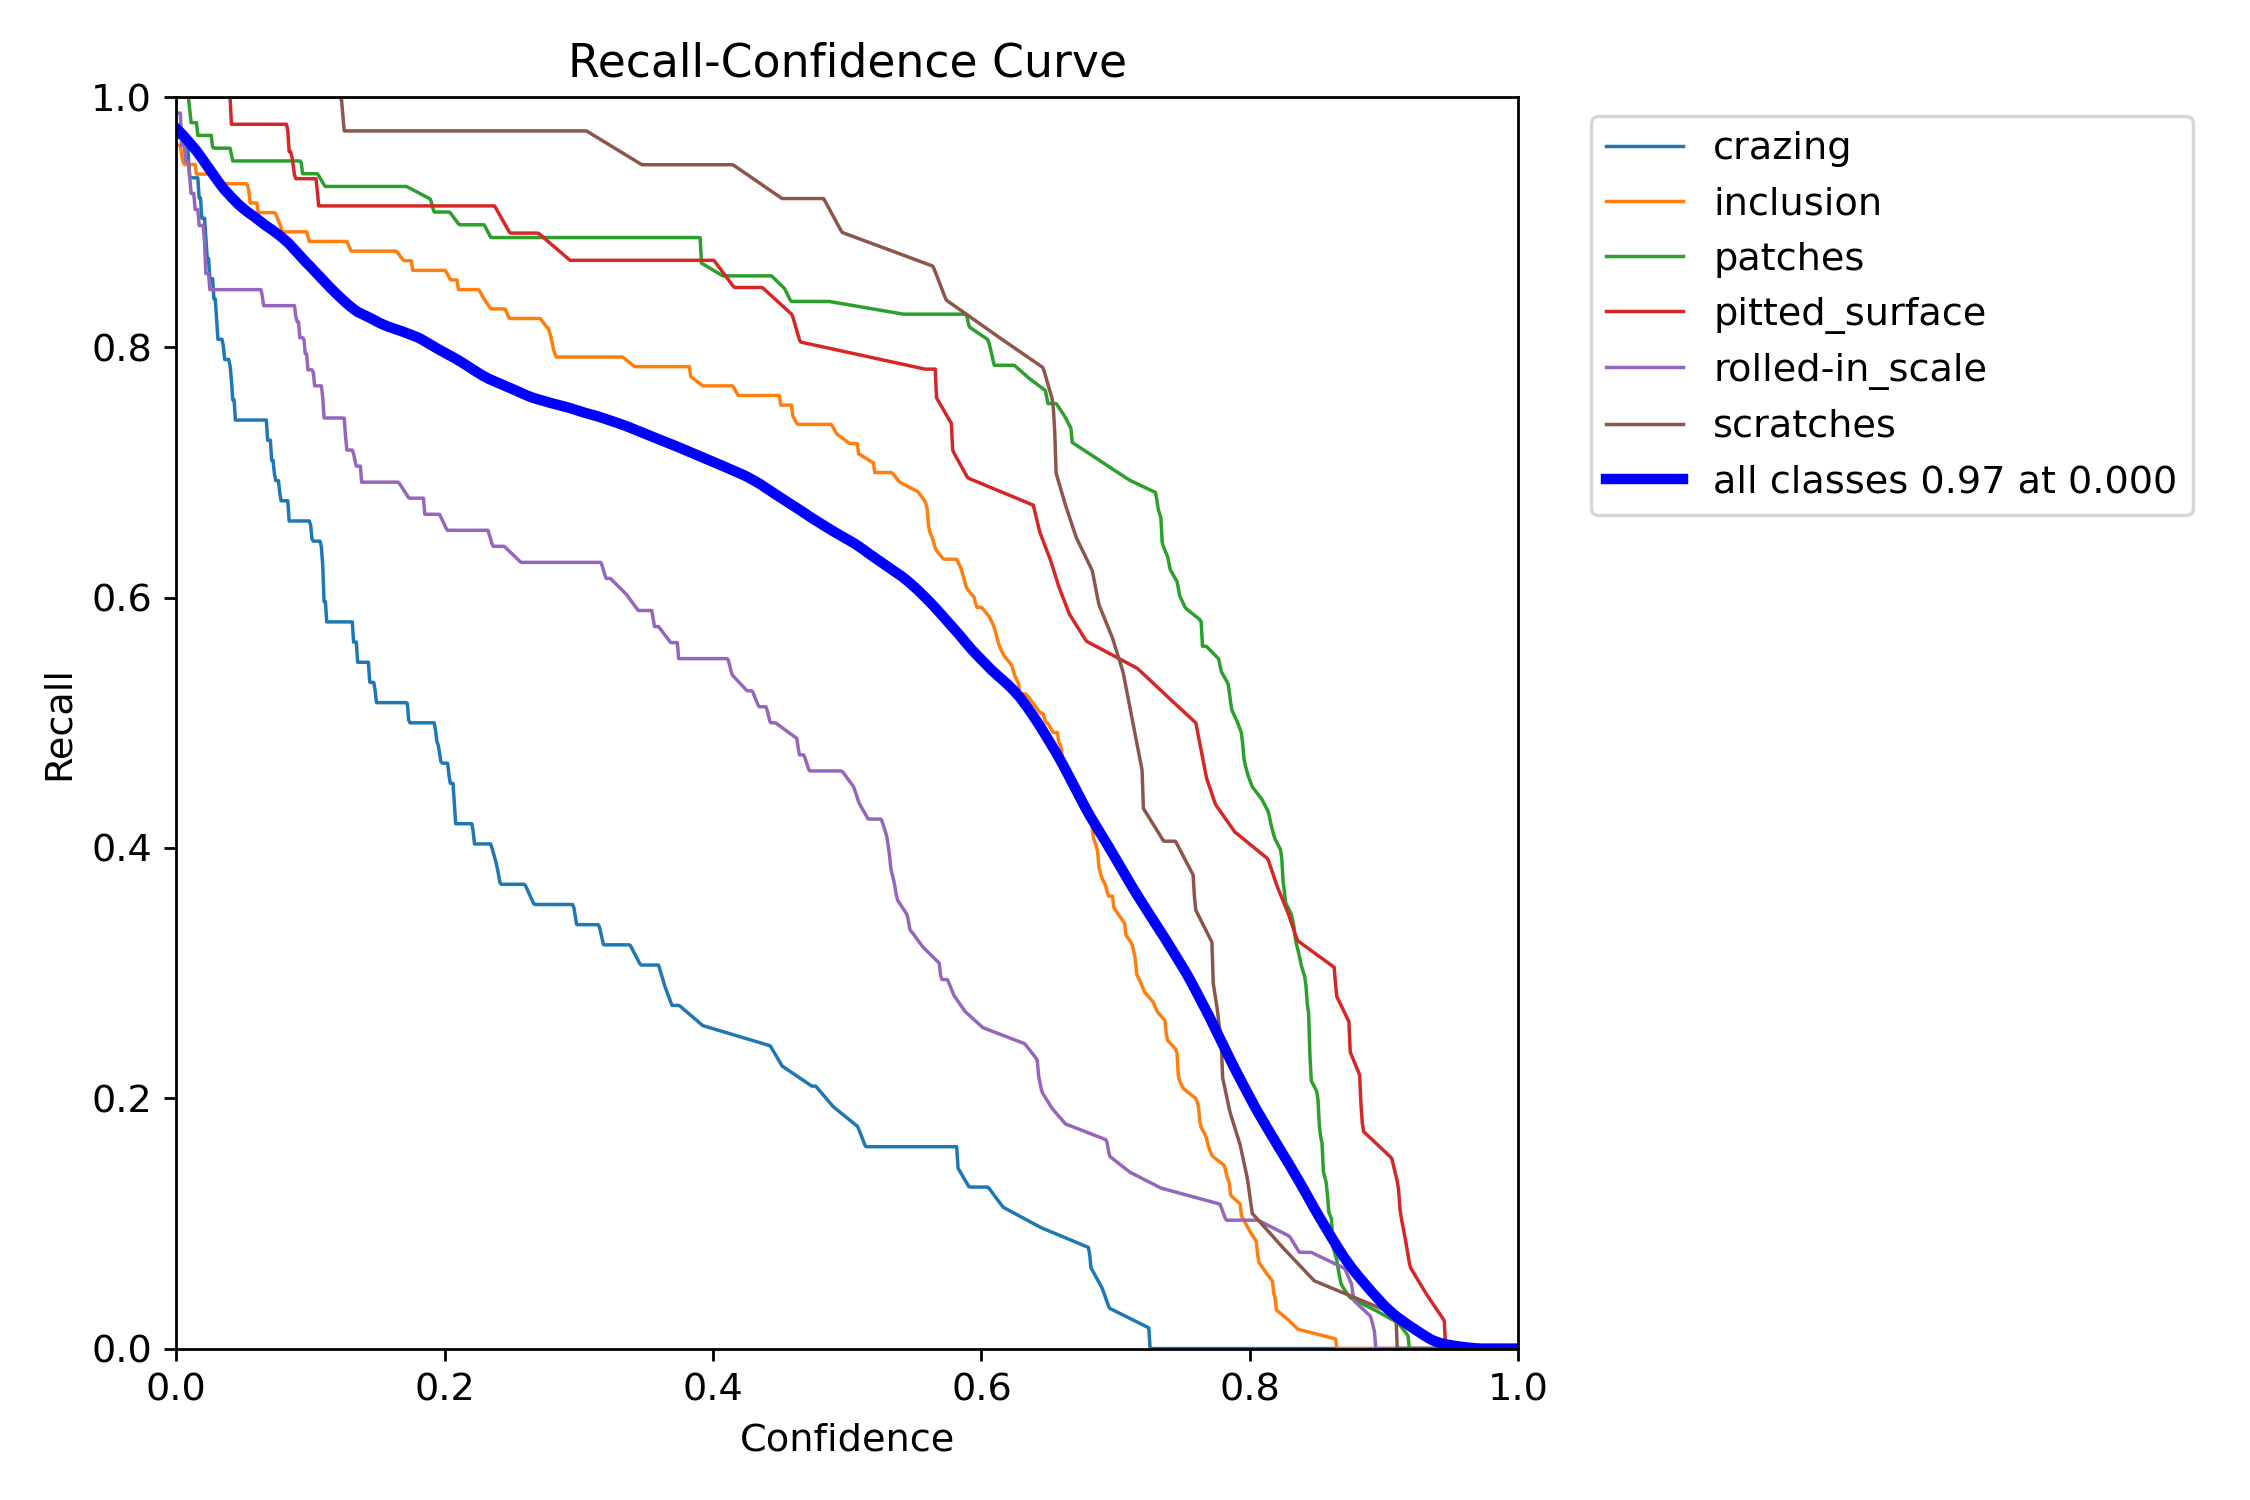 Recall-Confidence Curve
1.0
0.8
0.6
0.4
0.2
0.0
Recall
0.0 0.2 0.4 0.6 0.8 1.0
Confidence
crazing
inclusion
patches
pitted_surface
rolled-in_scale
scratches
all classes 0.97 at 0.000